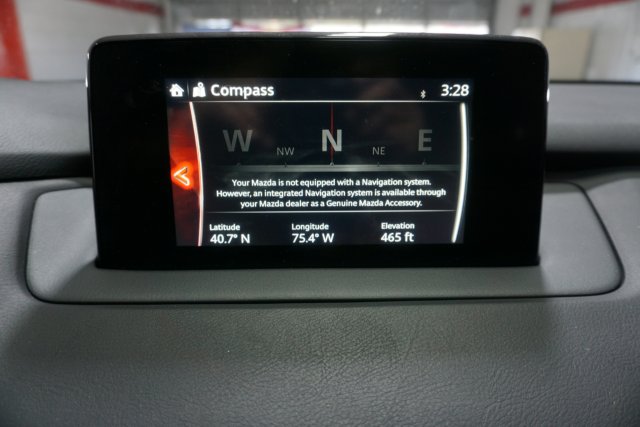 Compass 3:28
W NW N NE E
Your Mazda is not equipped with a Navigation system.
However, an integrated Navigation system is available through
your Mazda dealer as a Genuine Mazda Accessory.
Latitude Longitude Elevation
40.7° N 75.4° W 465 ft